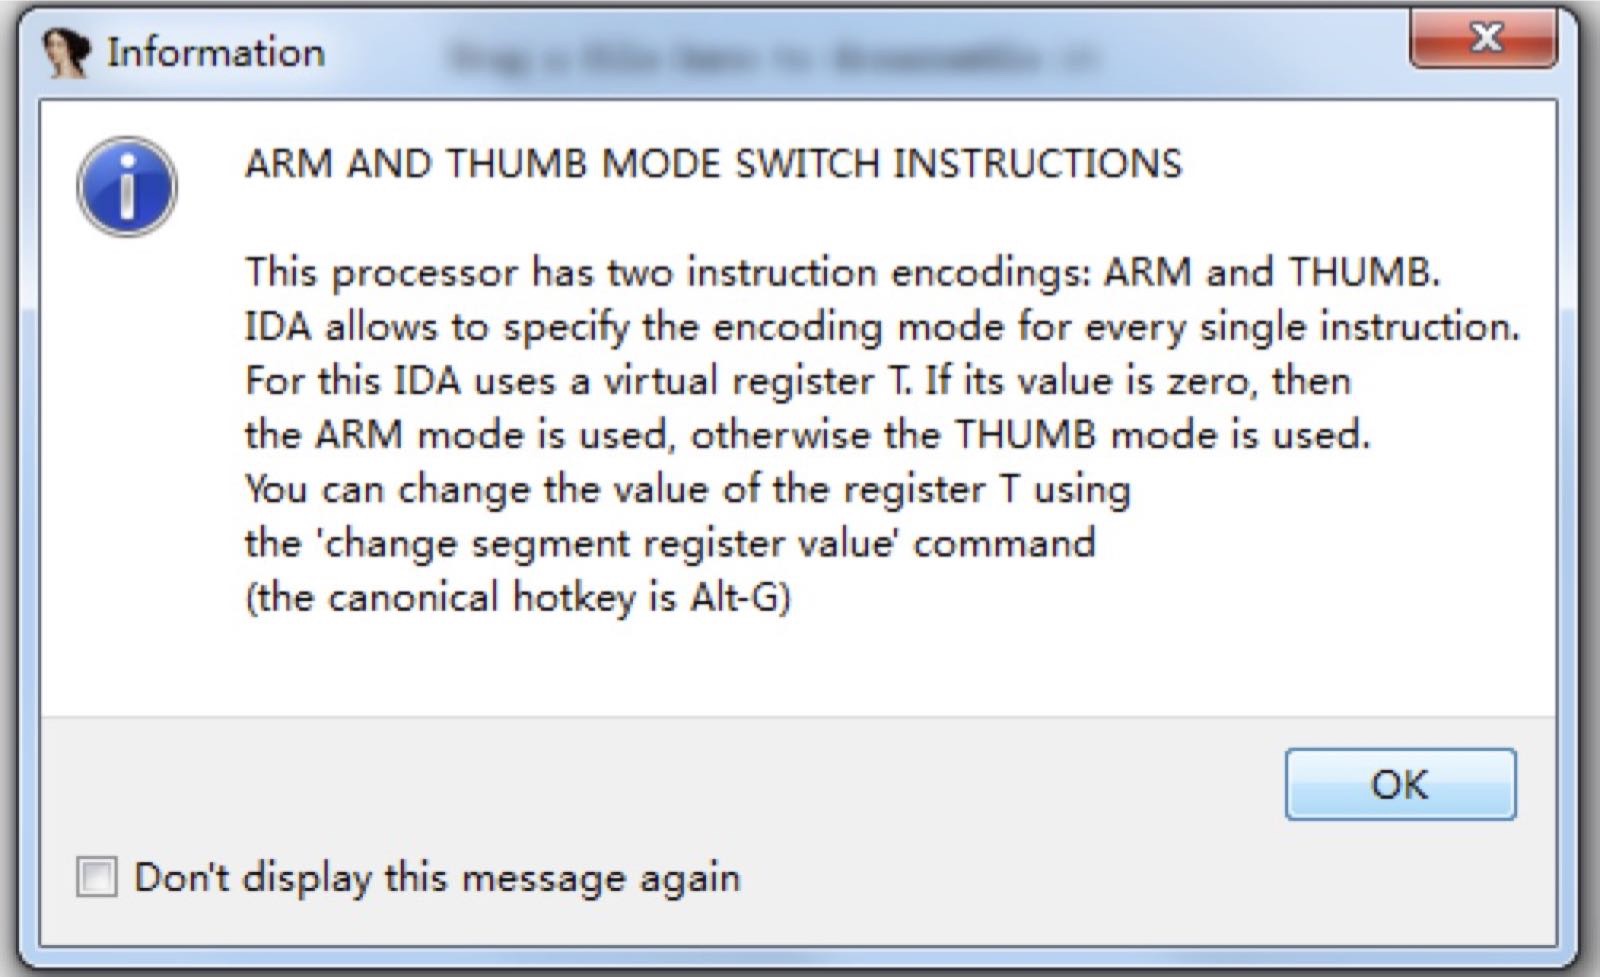 Information
ARM AND THUMB MODE SWITCH INSTRUCTIONS
This processor has two instruction encodings: ARM and THUMB.
IDA allows to specify the encoding mode for every single instruction.
For this IDA uses a virtual register T. If its value is zero, then
the ARM mode is used, otherwise the THUMB mode is used.
You can change the value of the register T using
the 'change segment register value' command
(the canonical hotkey is Alt-G)
OK
Don't display this message again